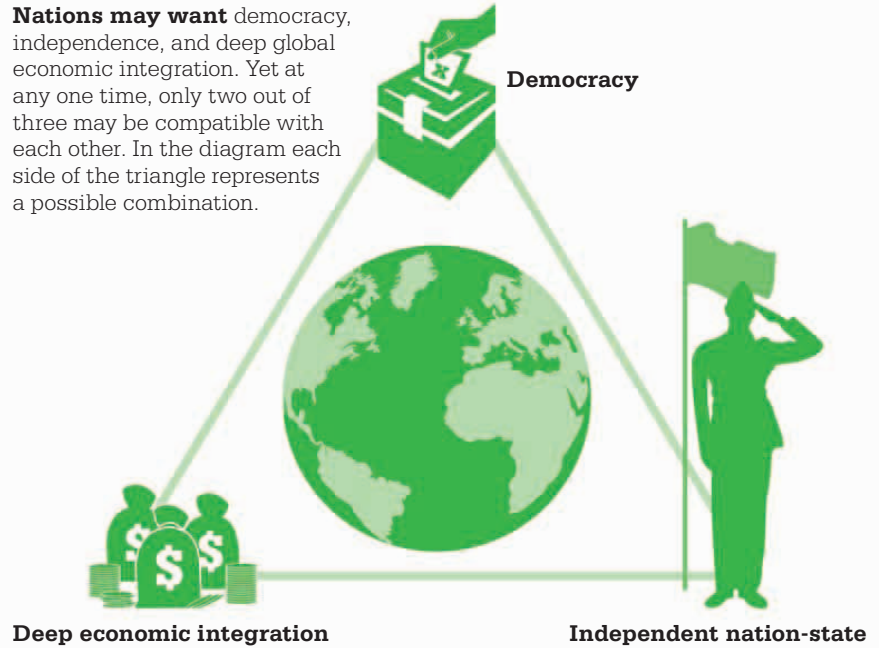 Nations may want democracy,
independence, and deep global
economic integration. Yet at
any one time, only two out of
three may be compatible with
each other. In the diagram each
side of the triangle represents
a possible combination.
X
Democracy
$ $ $
Deep economic integration
Independent nation-state